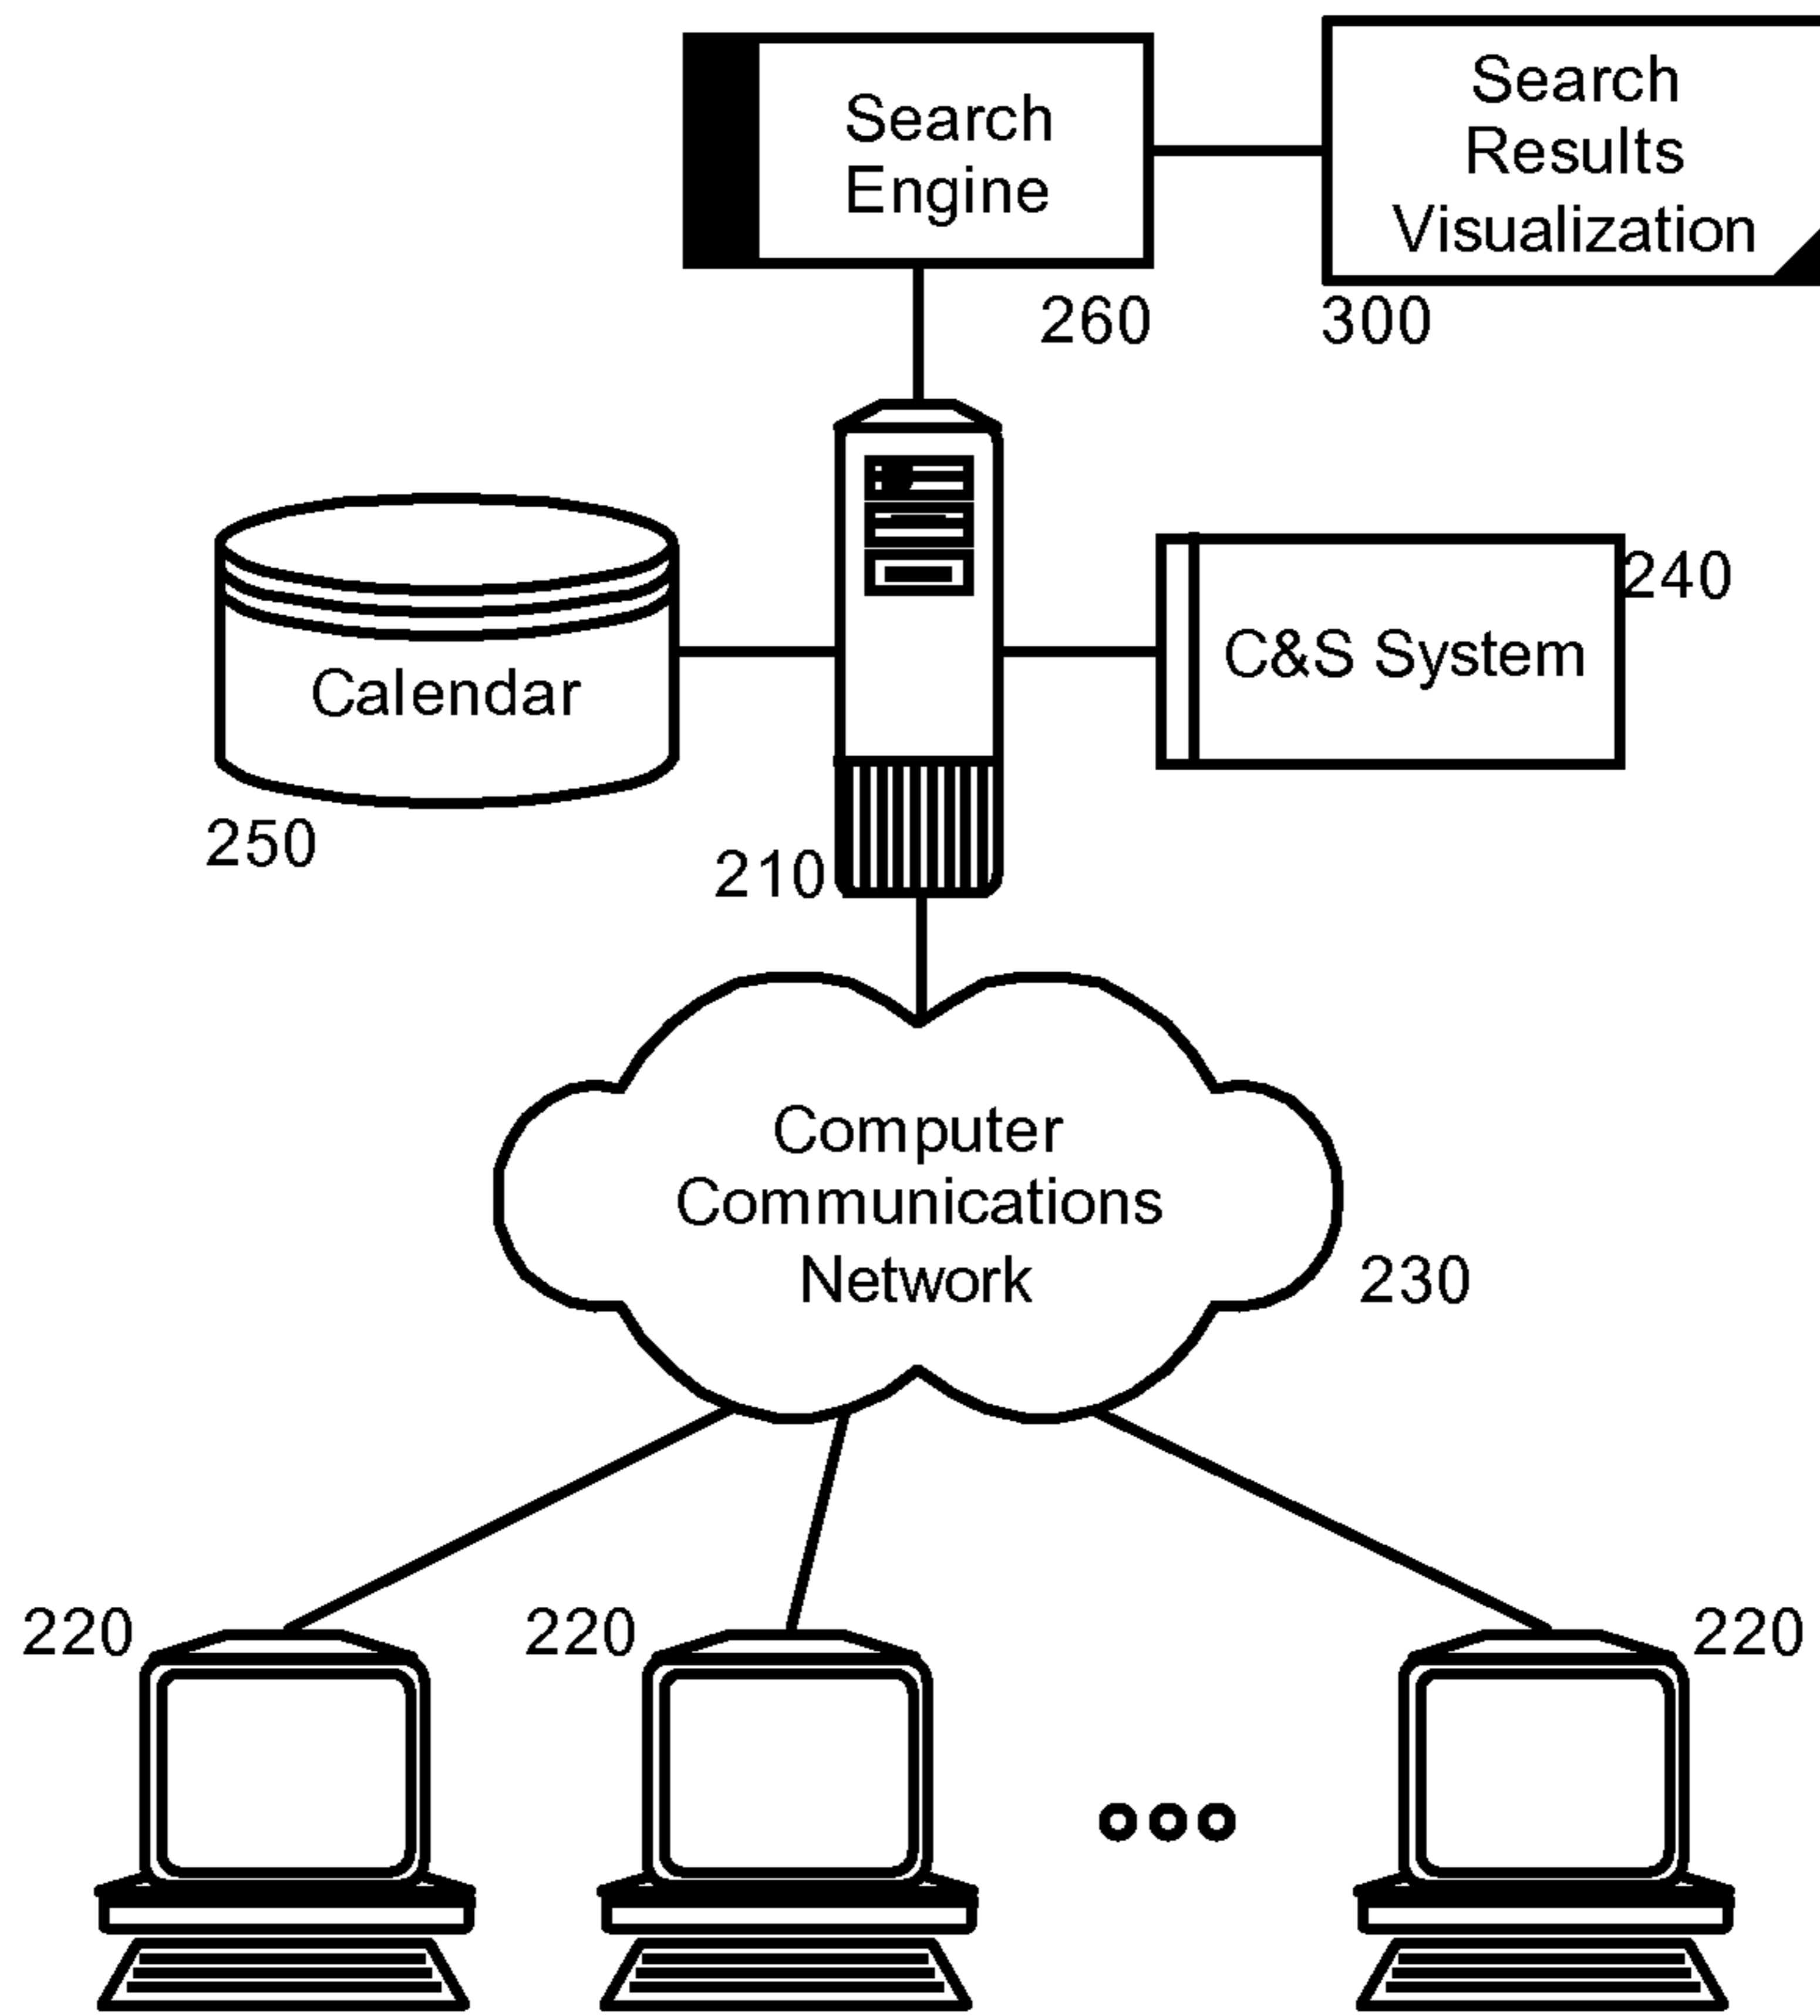 Search
Engine
Search
Results
Visualization
260
300
240
C&S System
Calendar
250
210
Computer
Communications
Network
230
220
220
220